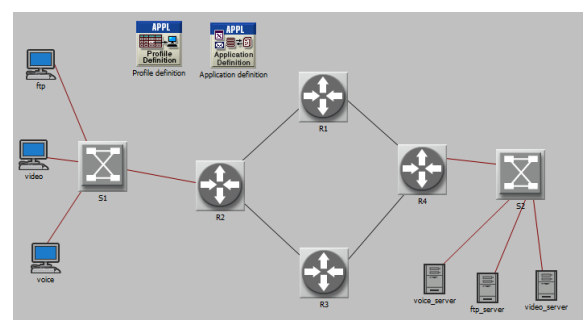 APPL
Profile
Definition
Profile definition
APPL
Application
Definition
Application definition
ftp
R1
video
S1
R2
R4
S2
voice
R3
voice_server
ftp_server
video_server